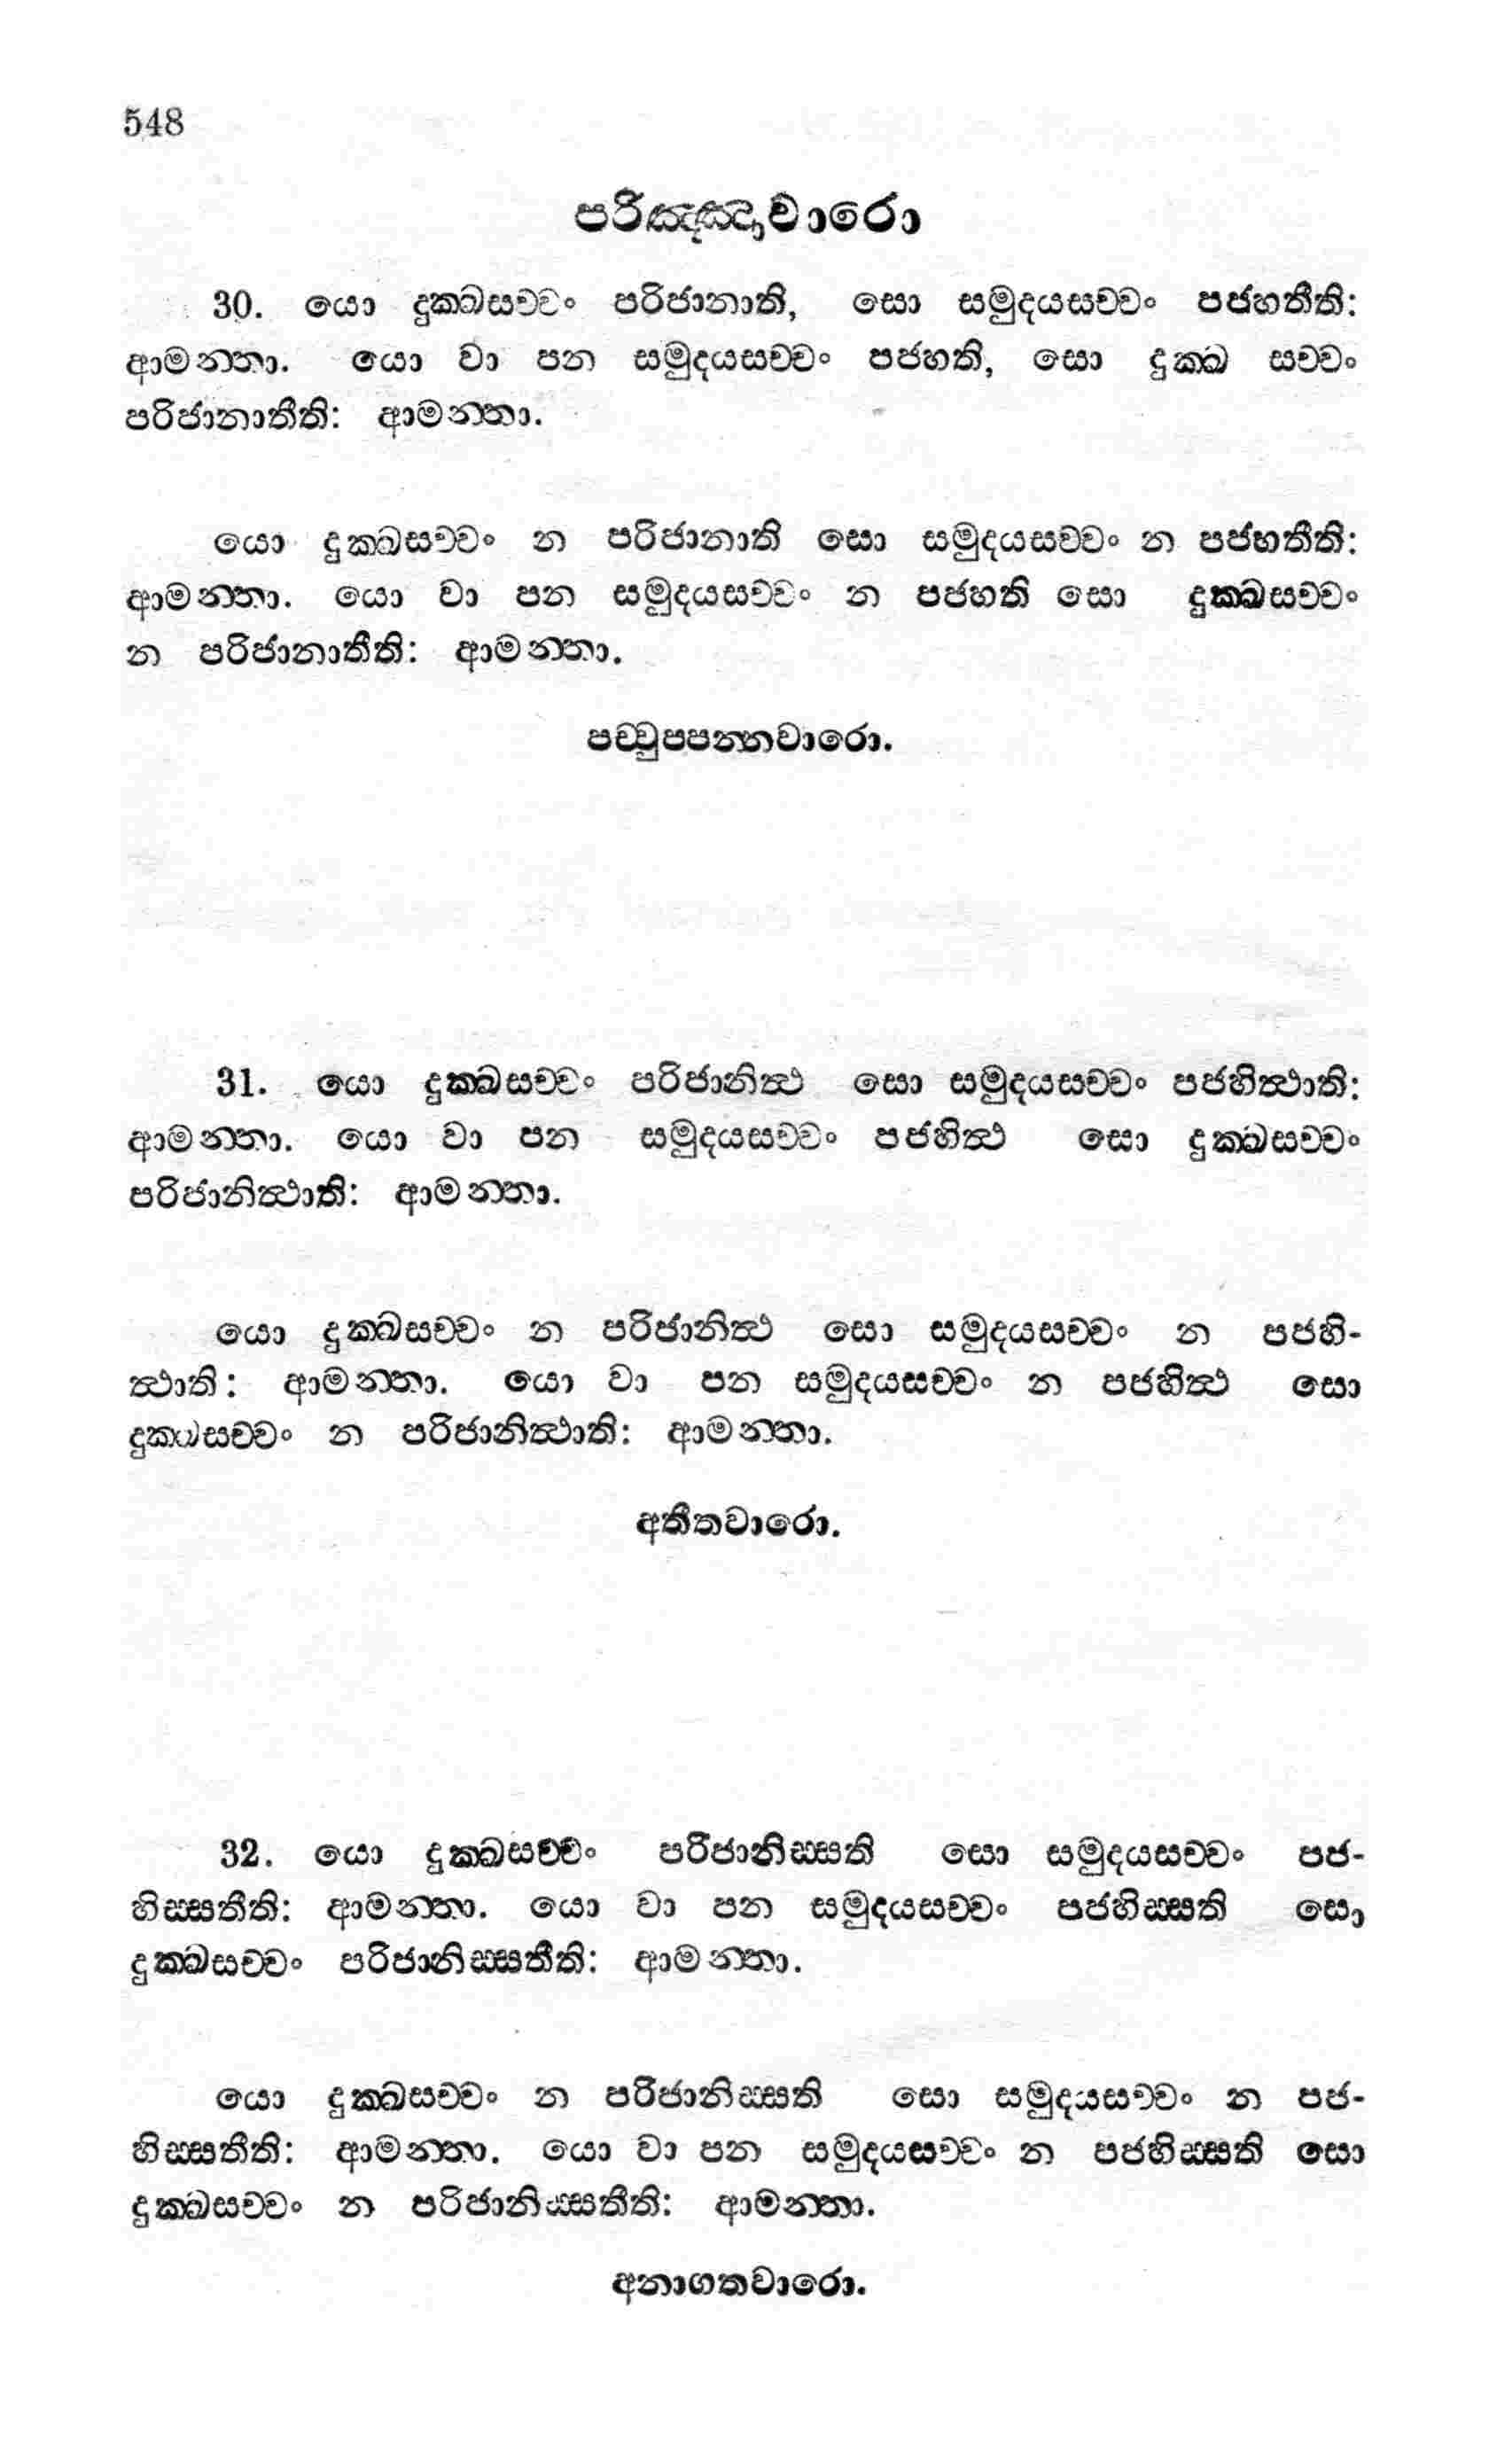 548
පරිඤ්ඤාවාරො
30. යො දුක්ඛසච්චං පරිජානාති, සො සමුදයසච්චං පජහතීති:
ආමන්තා. යො වා පන සමුදයසච්චං පජහති, සො දුක්ඛ සච්චං
පරිජානාතීති: ආමන්තා.
යො දුක්ඛසච්චං න පරිජානාති සො සමුදයසච්චං න පජහතීති:
ආමන්තා. යො වා පන සමුදයසච්චං න පජහති සො දුක්ඛසච්චං
න පරිජානාතීති: ආමන්තා.
පච්චුප්පන්නවාරො.
31. යො දුක්ඛසච්චං පරිජානිත්ථ සො සමුදයසච්චං පජහිත්ථාති:
ආමන්තා. යො වා පන සමුදයසච්චං පජහිත්ථ සො දුක්ඛසච්චං
පරිජානිත්ථාති: ආමන්තා.
යො දුක්ඛසච්චං න පරිජානිත්ථ සො සමුදයසච්චං න පජහි-
ත්ථාති: ආමන්තා. යො වා පන සමුදයසච්චං න පජහිත්ථ සො
දුක්ඛසච්චං න පරිජානිත්ථාති: ආමන්තා.
අතීතවාරො.
32. යො දුක්ඛසච්චං පරිජානිස්සති සො සමුදයසච්චං පජ-
හිස්සතීති: ආමන්තා. යො වා පන සමුදයසච්චං පජහිස්සති සො
දුක්ඛසච්චං පරිජානිස්සතීති: ආමන්තා.
යො දුක්ඛසච්චං න පරිජානිස්සති සො සමුදයසච්චං න පජ-
හිස්සතීති: ආමන්තා. යො වා පන සමුදයසච්චං න පජහිස්සති සො
දුක්ඛසච්චං න පරිජානිස්සතීති: ආමන්තා.
අනාගතවාරො.